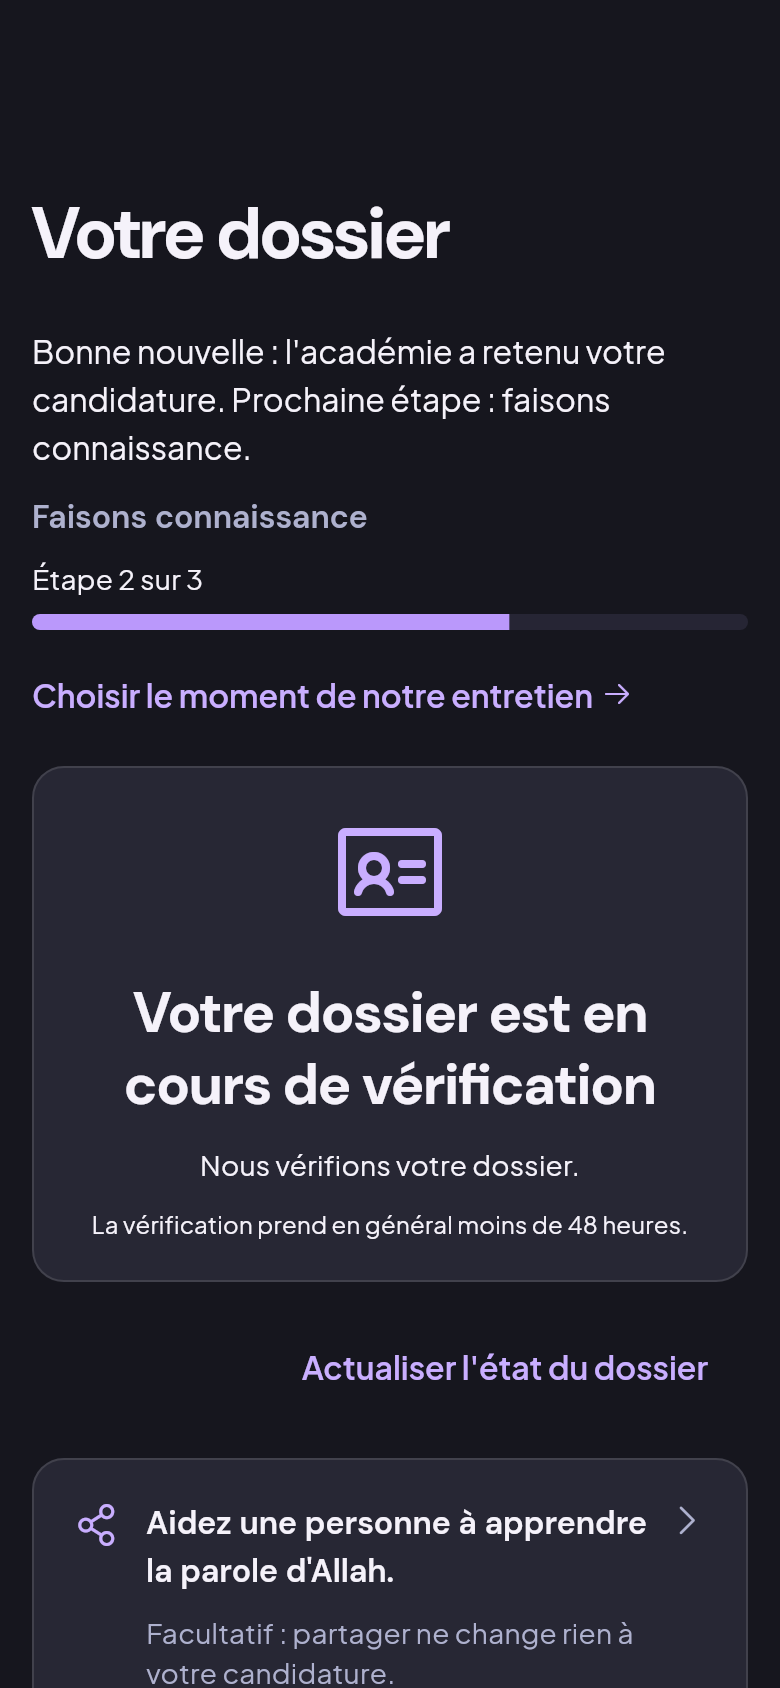 Votre dossier
Bonne nouvelle : l'académie a retenu votre
candidature. Prochaine étape : faisons
connaissance.
Faisons connaissance
Étape 2 sur 3
Choisir le moment de notre entretien →
Votre dossier est en
cours de vérification
Nous vérifions votre dossier.
La vérification prend en général moins de 48 heures.
Actualiser l'état du dossier
Aidez une personne à apprendre
la parole d'Allah.
Facultatif : partager ne change rien à
votre candidature.